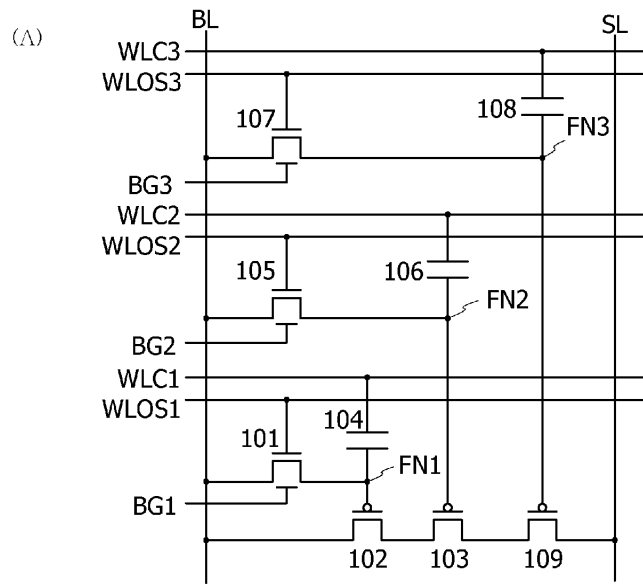 (A)
BL
SL
WLC3
WLOS3
107
108
FN3
BG3
WLC2
WLOS2
105
106
FN2
BG2
WLC1
WLOS1
101
104
FN1
BG1
102
103
109